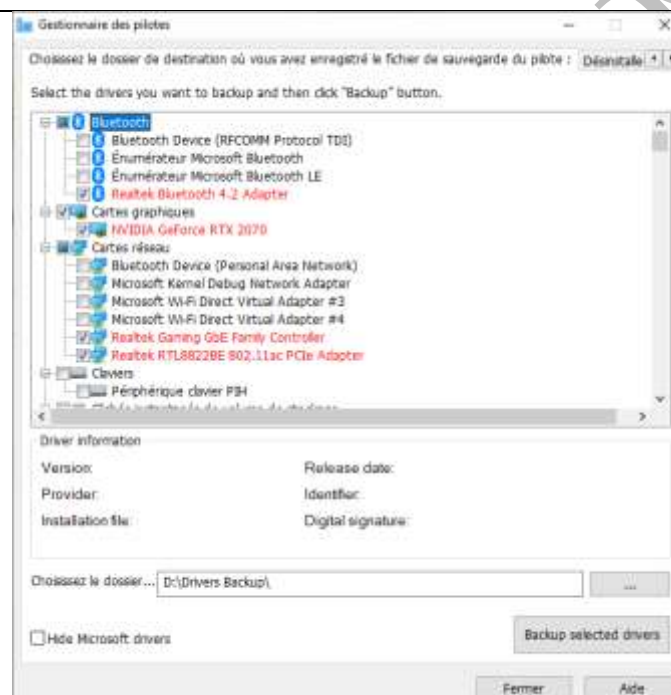 Gestionnaire des pilotes
Choisissez le dossier de destination où vous avez enregistré le fichier de sauvegarde du pilote : Désinstalle
Select the drivers you want to backup and then click "Backup" button.
Bluetooth
Bluetooth Device (RFCOMM Protocol TDI)
Énumérateur Microsoft Bluetooth
Énumérateur Microsoft Bluetooth LE
Realtek Bluetooth 4.2 Adapter
Cartes graphiques
NVIDIA GeForce RTX 2070
Cartes réseau
Bluetooth Device (Personal Area Network)
Microsoft Kernel Debug Network Adapter
Microsoft Wi-Fi Direct Virtual Adapter #3
Microsoft Wi-Fi Direct Virtual Adapter #4
Realtek Gaming GbE Family Controller
Realtek RTL8822BE 802.11ac PCIe Adapter
Claviers
Périphérique clavier PIH
Driver information
Version:
Release date:
Provider:
Identifier:
Installation file:
Digital signature:
Choisissez le dossier... D:\Drivers Backup\
...
Hide Microsoft drivers
Backup selected drivers
Fermer
Aide